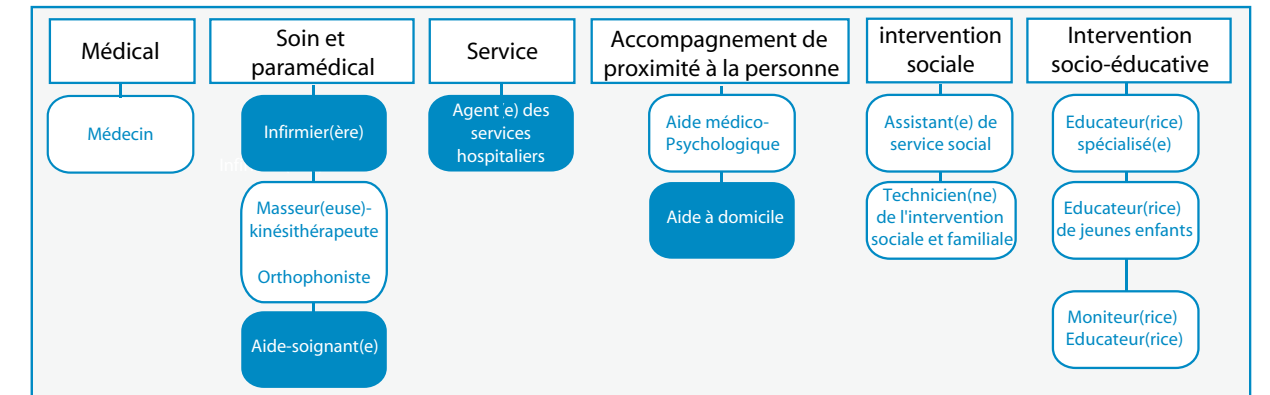 Médical
Médecin
Soin et
paramédical
Infirmier(ère)
Infi
Masseur(euse)-
kinésithérapeute
Orthophoniste
Aide-soignant(e)
Service
Agent(e) des
services
hospitaliers
Accompagnement de
proximité à la personne
Aide médico-
Psychologique
Aide à domicile
intervention
sociale
Assistant(e) de
service social
Technicien(ne)
de l'intervention
sociale et familiale
Intervention
socio-éducative
Educateur(rice)
spécialisé(e)
Educateur(rice)
de jeunes enfants
Moniteur(rice)
Educateur(rice)